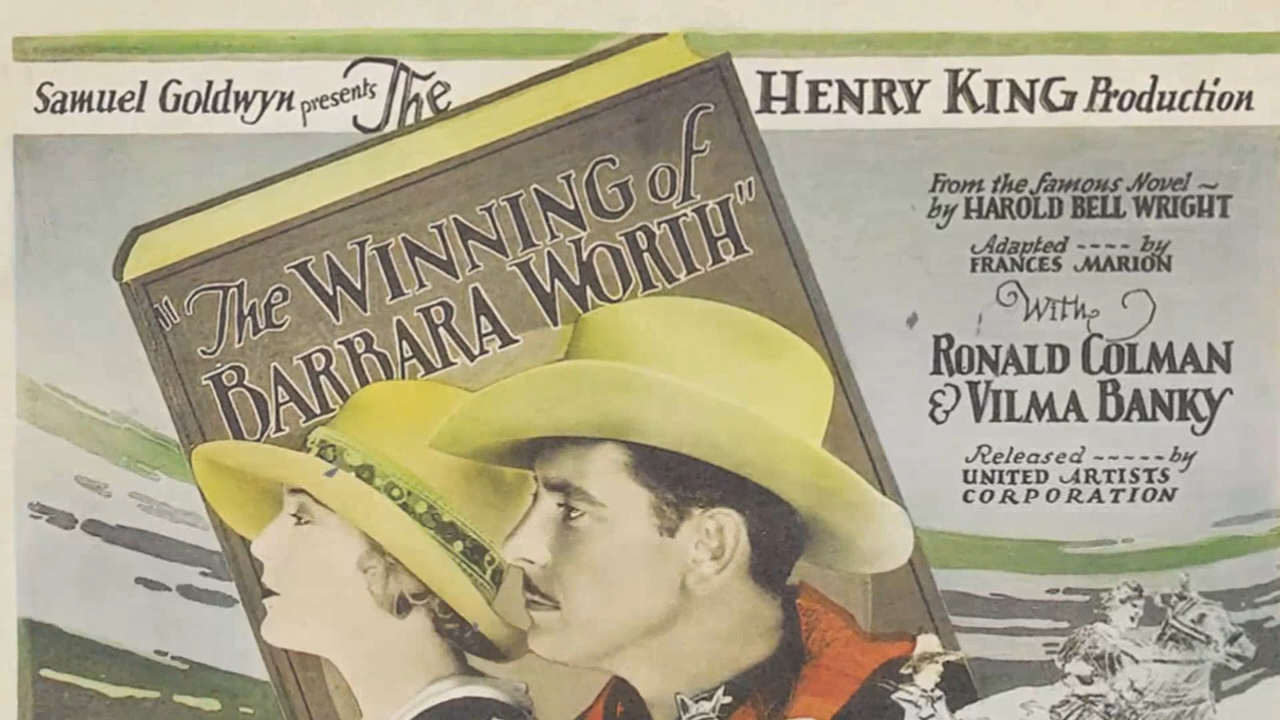 Samuel Goldwyn presents The HENRY KING Production
"The WINNING of
BARBARA WORTH"
From the famous Novel ~
by HAROLD BELL WRIGHT
Adapted ---- by
FRANCES MARION
With
RONALD COLMAN
& VILMA BANKY
Released ----- by
UNITED ARTISTS
CORPORATION